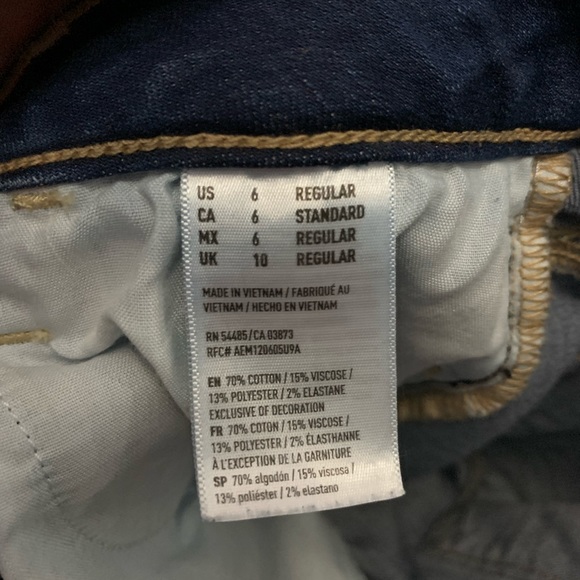 US 6 REGULAR
CA 6 STANDARD
MX 6 REGULAR
UK 10 REGULAR
MADE IN VIETNAM / FABRIQUÉ AU
VIETNAM / HECHO EN VIETNAM
RN 54485 / CA 03873
RFC# AEM120605U9A
EN 70% COTTON / 15% VISCOSE /
13% POLYESTER / 2% ELASTANE
EXCLUSIVE OF DECORATION
FR 70% COTON / 15% VISCOSE /
13% POLYESTER / 2% ÉLASTHANNE
À L'EXCEPTION DE LA GARNITURE
SP 70% algodón / 15% viscosa /
13% poliéster / 2% elastano